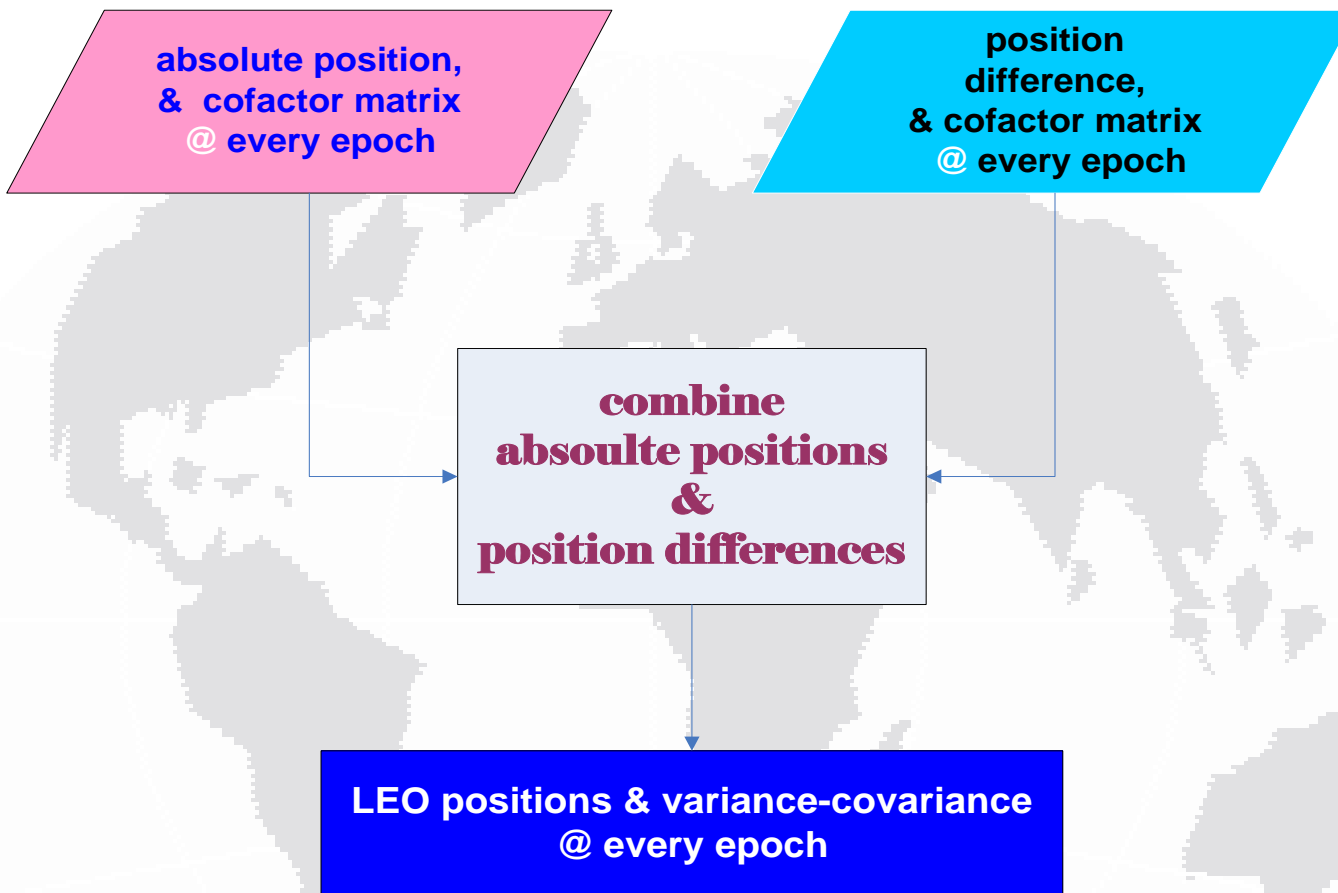 absolute position,
& cofactor matrix
@ every epoch
position
difference,
& cofactor matrix
@ every epoch
combine
absoulte positions
&
position differences
LEO positions & variance-covariance
@ every epoch